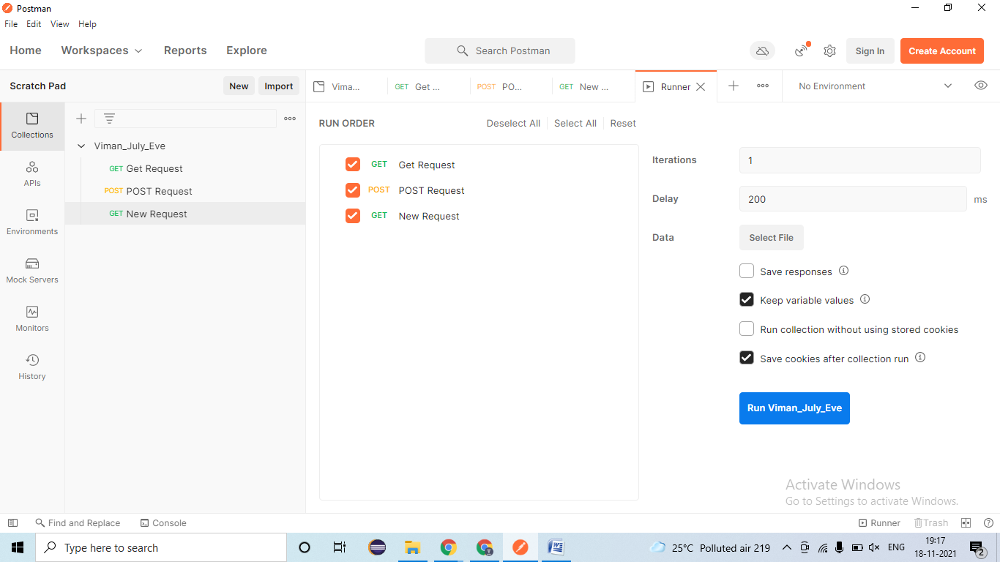 Postman
File Edit View Help
Home Workspaces Reports Explore Search Postman Sign In Create Account
Scratch Pad New Import
Vima... GET Get ... POST PO... GET New ... Runner No Environment
Collections
APIs
Environments
Mock Servers
Monitors
History
Viman_July_Eve
GET Get Request
POST POST Request
GET New Request
RUN ORDER Deselect All Select All Reset
GET Get Request
POST POST Request
GET New Request
Iterations 1
Delay 200 ms
Data Select File
Save responses
Keep variable values
Run collection without using stored cookies
Save cookies after collection run
Run Viman_July_Eve
Activate Windows
Go to Settings to activate Windows.
Find and Replace Console Runner Trash
Type here to search 25°C Polluted air 219 ENG 19:17
18-11-2021 2